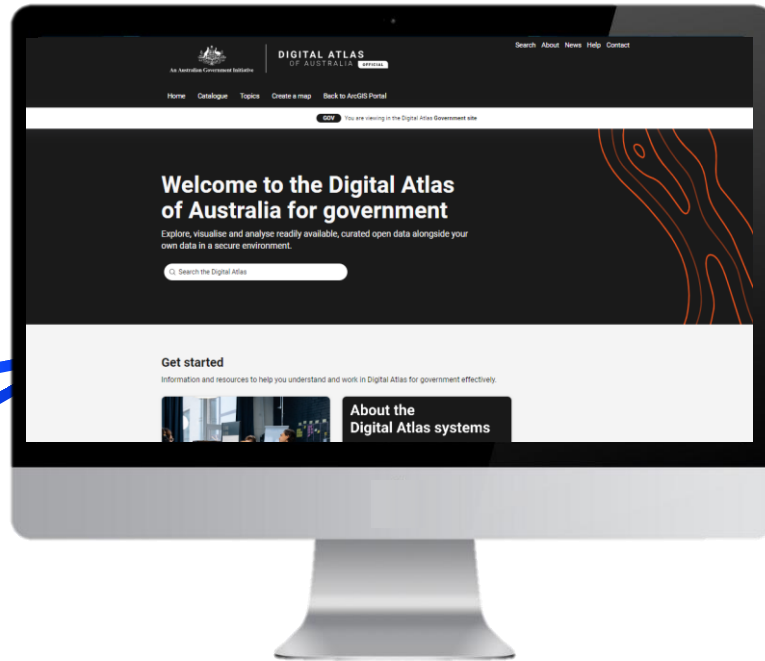 Search About News Help Contact
DIGITAL ATLAS
OF AUSTRALIA OFFICIAL
An Australian Government Initiative
Home Catalogue Topics Create a map Back to ArcGIS Portal
GOV You are viewing in the Digital Atlas Government site
Welcome to the Digital Atlas
of Australia for government
Explore, visualise and analyse readily available, curated open data alongside your
own data in a secure environment.
Search the Digital Atlas
Get started
Information and resources to help you understand and work in Digital Atlas for government effectively.
About the
Digital Atlas systems